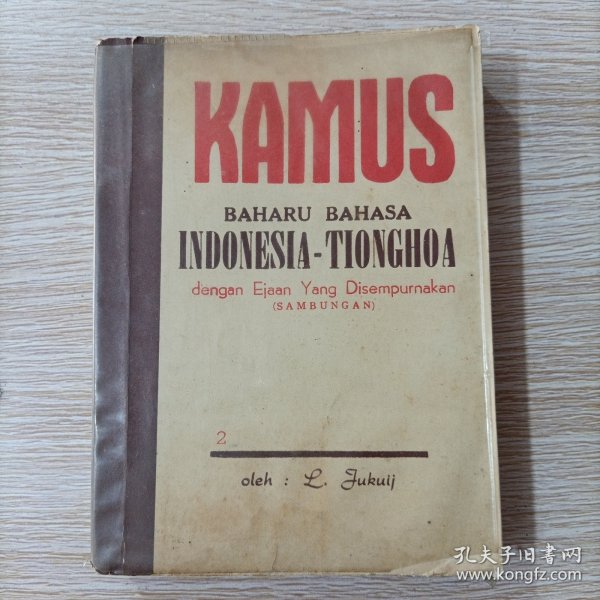 KAMUS
BAHARU BAHASA
INDONESIA-TIONGHOA
dengan Ejaan Yang Disempurnakan
(SAMBUNGAN)
2
oleh : L. Jukuij
孔夫子旧书网
www.kongfz.com